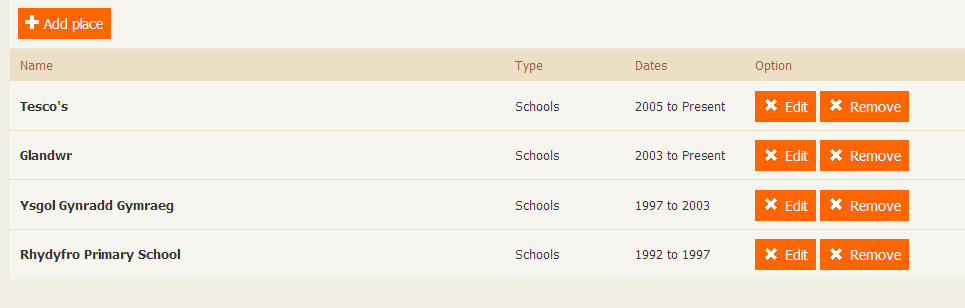 Add place
Name Type Dates Option
Tesco's Schools 2005 to Present Edit Remove
Glandwr Schools 2003 to Present Edit Remove
Ysgol Gynradd Gymraeg Schools 1997 to 2003 Edit Remove
Rhydyfro Primary School Schools 1992 to 1997 Edit Remove